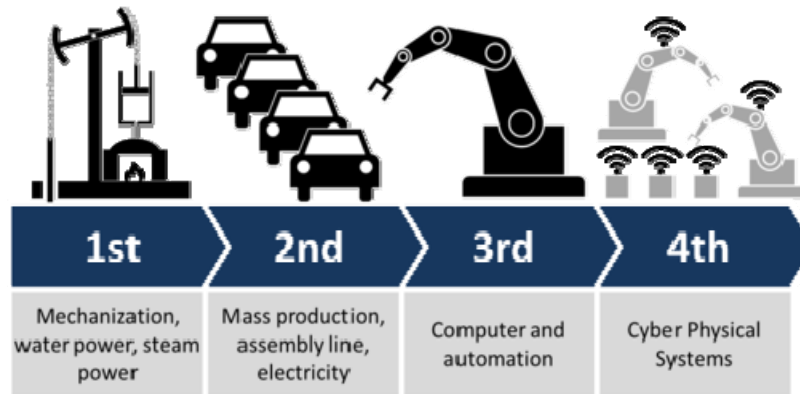 1st
2nd
3rd
4th
Mechanization,
water power, steam
power
Mass production,
assembly line,
electricity
Computer and
automation
Cyber Physical
Systems